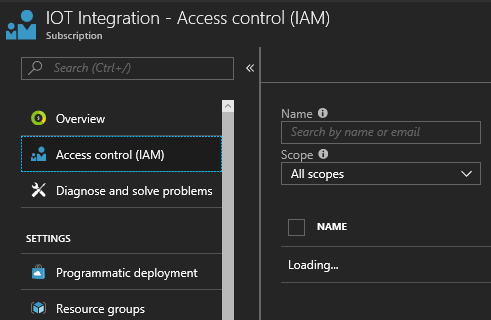 IOT Integration - Access control (IAM)
Subscription
Search (Ctrl+/)
Overview
Access control (IAM)
Diagnose and solve problems
SETTINGS
Programmatic deployment
Resource groups
Name
Search by name or email
Scope
All scopes
NAME
Loading...